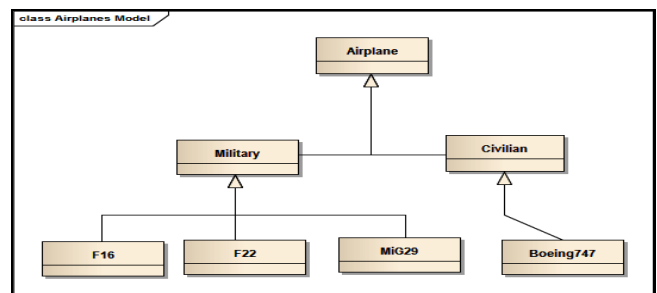 class Airplanes Model
Airplane
Military
Civilian
F16
F22
MiG29
Boeing747